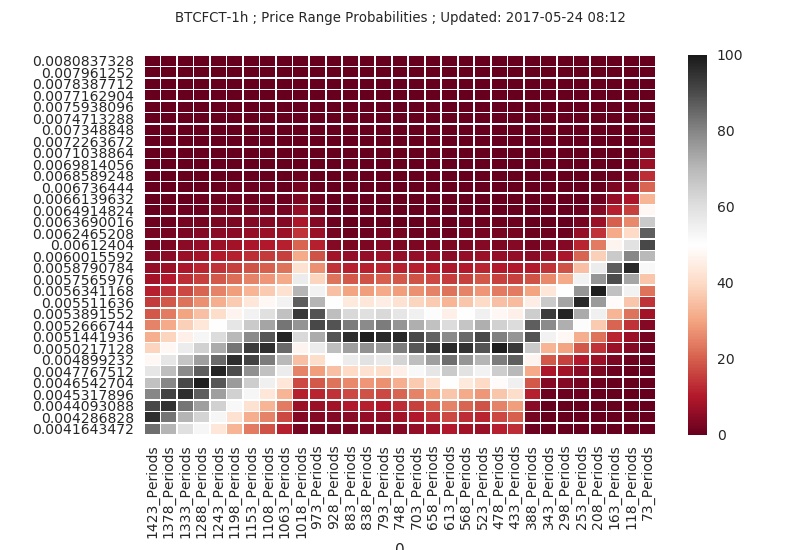 BTCFCT-1h ; Price Range Probabilities ; Updated: 2017-05-24 08:12
0.0080837328
0.007961252
0.0078387712
0.0077162904
0.0075938096
0.0074713288
0.007348848
0.0072263672
0.0071038864
0.0069814056
0.0068589248
0.006736444
0.0066139632
0.0064914824
0.0063690016
0.0062465208
0.00612404
0.0060015592
0.0058790784
0.0057565976
0.0056341168
0.005511636
0.0053891552
0.0052666744
0.0051441936
0.0050217128
0.004899232
0.0047767512
0.0046542704
0.0045317896
0.0044093088
0.004286828
0.0041643472
100
80
60
40
20
0
1423_Periods
1378_Periods
1333_Periods
1288_Periods
1243_Periods
1198_Periods
1153_Periods
1108_Periods
1063_Periods
1018_Periods
973_Periods
928_Periods
883_Periods
838_Periods
793_Periods
748_Periods
703_Periods
658_Periods
613_Periods
568_Periods
523_Periods
478_Periods
433_Periods
388_Periods
343_Periods
298_Periods
253_Periods
208_Periods
163_Periods
118_Periods
73_Periods
0